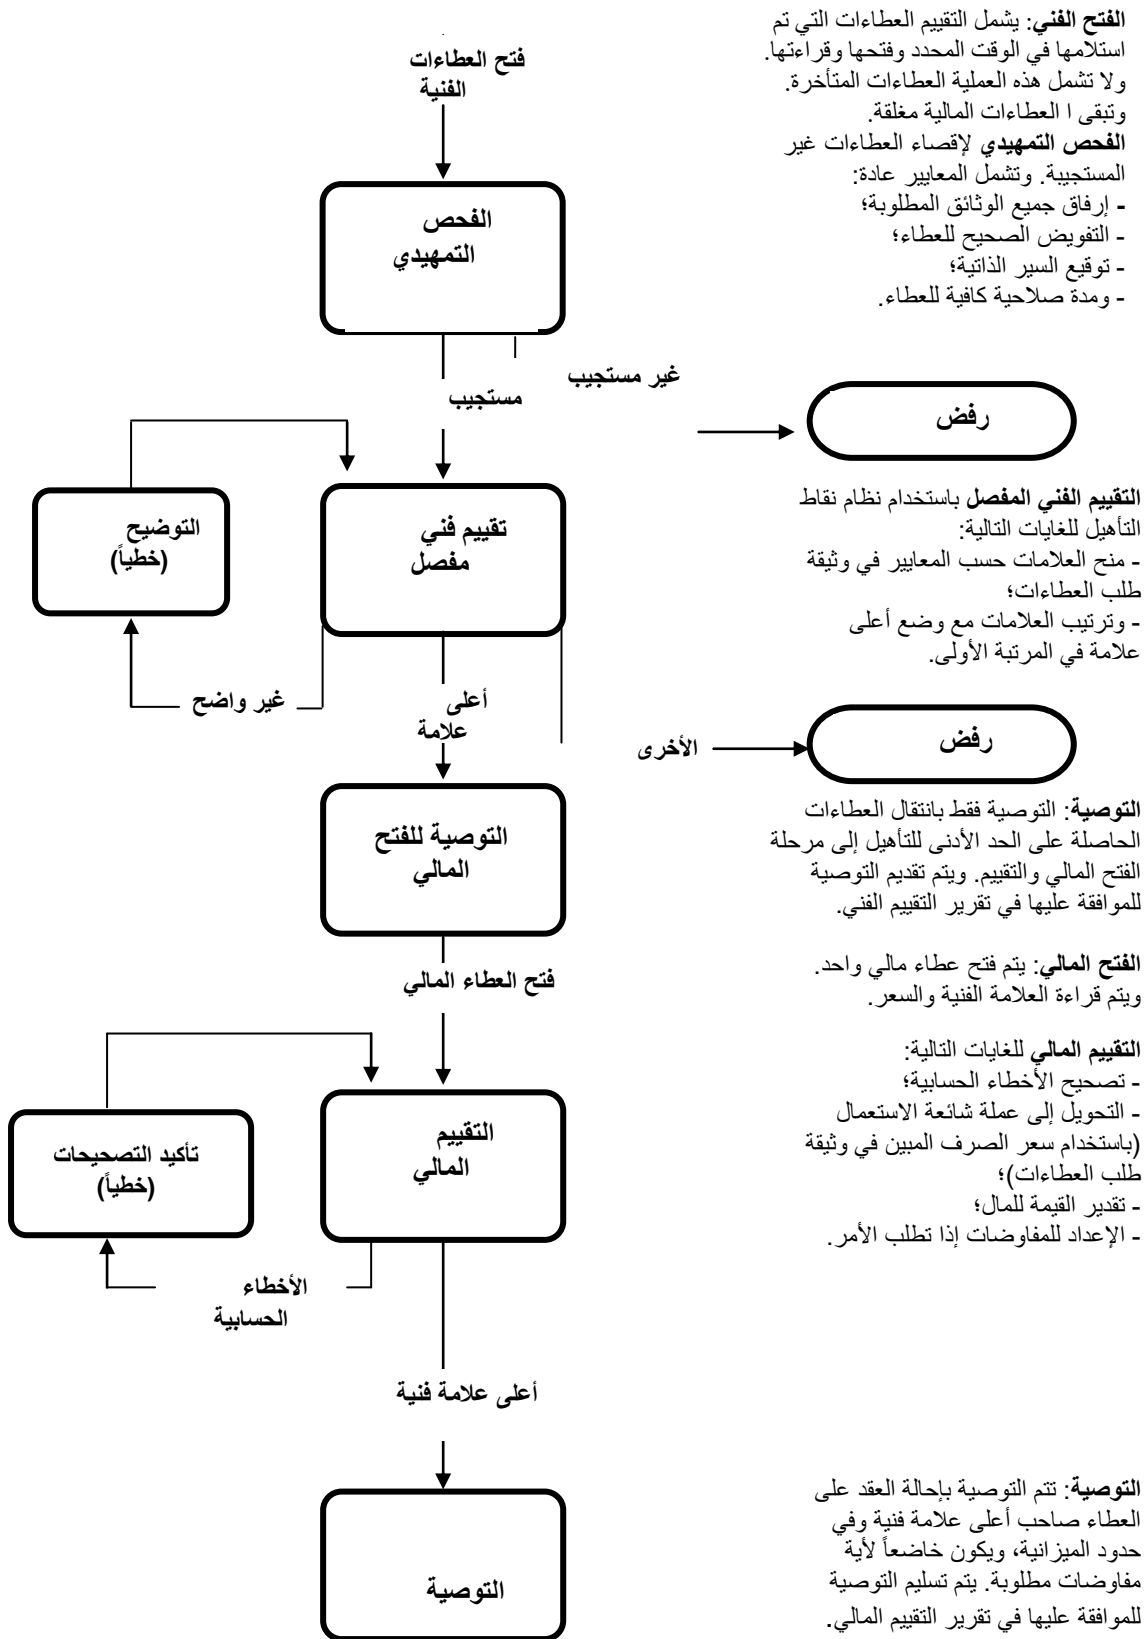 الفتح الفني: يشمل التقييم العطاءات التي تم
استلامها في الوقت المحدد وفتحها وقراءتها.
ولا تشمل هذه العملية العطاءات المتأخرة.
وتبقى ا العطاءات المالية مغلقة.
الفحص التمهيدي لإقصاء العطاءات غير
المستجيبة. وتشمل المعايير عادة:
- إرفاق جميع الوثائق المطلوبة؛
- التفويض الصحيح للعطاء؛
- توقيع السير الذاتية؛
- ومدة صلاحية كافية للعطاء.
فتح العطاءات
الفنية
الفحص
التمهيدي
غير مستجيب
مستجيب
رفض
التقييم الفني المفصل باستخدام نظام نقاط
التأهيل للغايات التالية:
- منح العلامات حسب المعايير في وثيقة
طلب العطاءات؛
- وترتيب العلامات مع وضع أعلى
علامة في المرتبة الأولى.
تقييم فني
مفصل
التوضيح
(خطياً)
غير واضح
أعلى
علامة
الأخرى
رفض
التوصية: التوصية فقط بانتقال العطاءات
الحاصلة على الحد الأدنى للتأهيل إلى مرحلة
الفتح المالي والتقييم. ويتم تقديم التوصية
للموافقة عليها في تقرير التقييم الفني.
التوصية للفتح
المالي
الفتح المالي: يتم فتح عطاء مالي واحد.
ويتم قراءة العلامة الفنية والسعر.
فتح العطاء المالي
التقييم المالي للغايات التالية:
- تصحيح الأخطاء الحسابية؛
- التحويل إلى عملة شائعة الاستعمال
(باستخدام سعر الصرف المبين في وثيقة
طلب العطاءات)؛
- تقدير القيمة للمال؛
- الإعداد للمفاوضات إذا تطلب الأمر.
التقييم
المالي
تأكيد التصحيحات
(خطياً)
الأخطاء
الحسابية
أعلى علامة فنية
التوصية: تتم التوصية بإحالة العقد على
العطاء صاحب أعلى علامة فنية وفي
حدود الميزانية، ويكون خاضعاً لأية
مفاوضات مطلوبة. يتم تسليم التوصية
للموافقة عليها في تقرير التقييم المالي.
التوصية